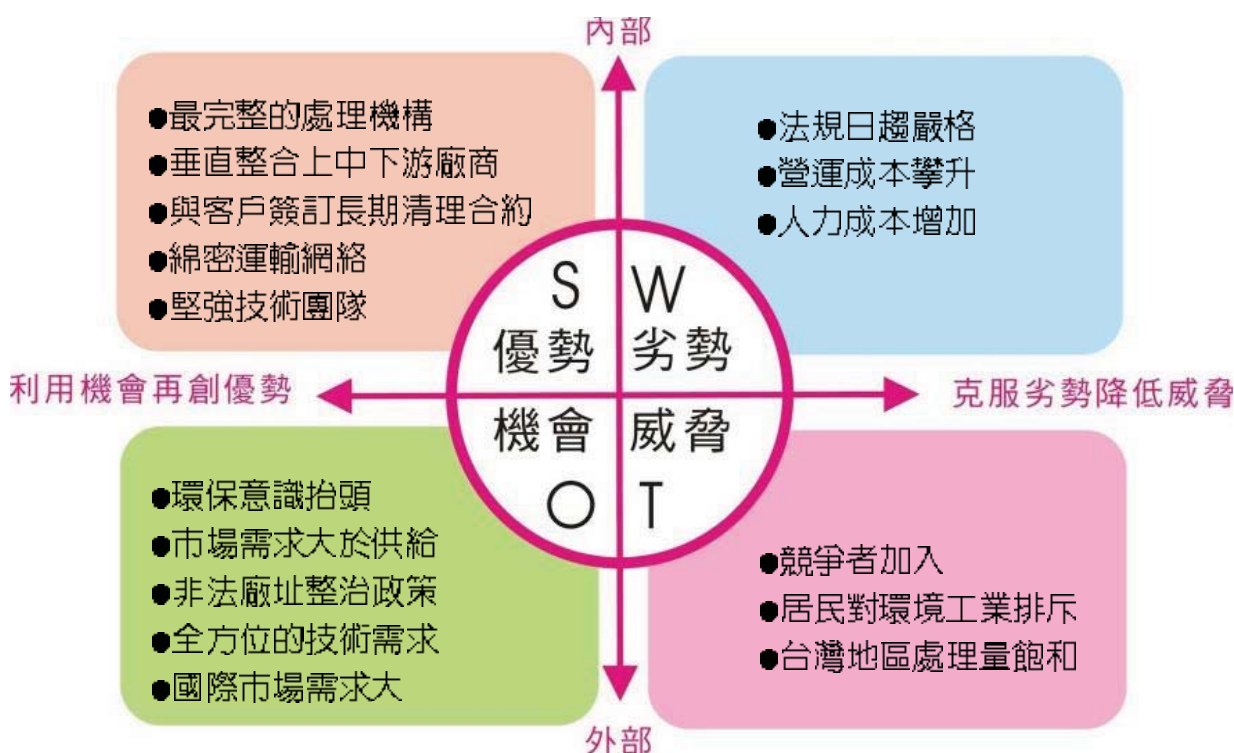 內部
●最完整的處理機構
●垂直整合上中下游廠商
●與客戶簽訂長期清理合約
●綿密運輸網絡
●堅強技術團隊
●法規日趨嚴格
●營運成本攀升
●人力成本增加
S
優勢
W
劣勢
利用機會再創優勢
克服劣勢降低威脅
機會
O
威脅
T
●環保意識抬頭
●市場需求大於供給
●非法廠址整治政策
●全方位的技術需求
●國際市場需求大
●競爭者加入
●居民對環境工業排斥
●台灣地區處理量飽和
外部